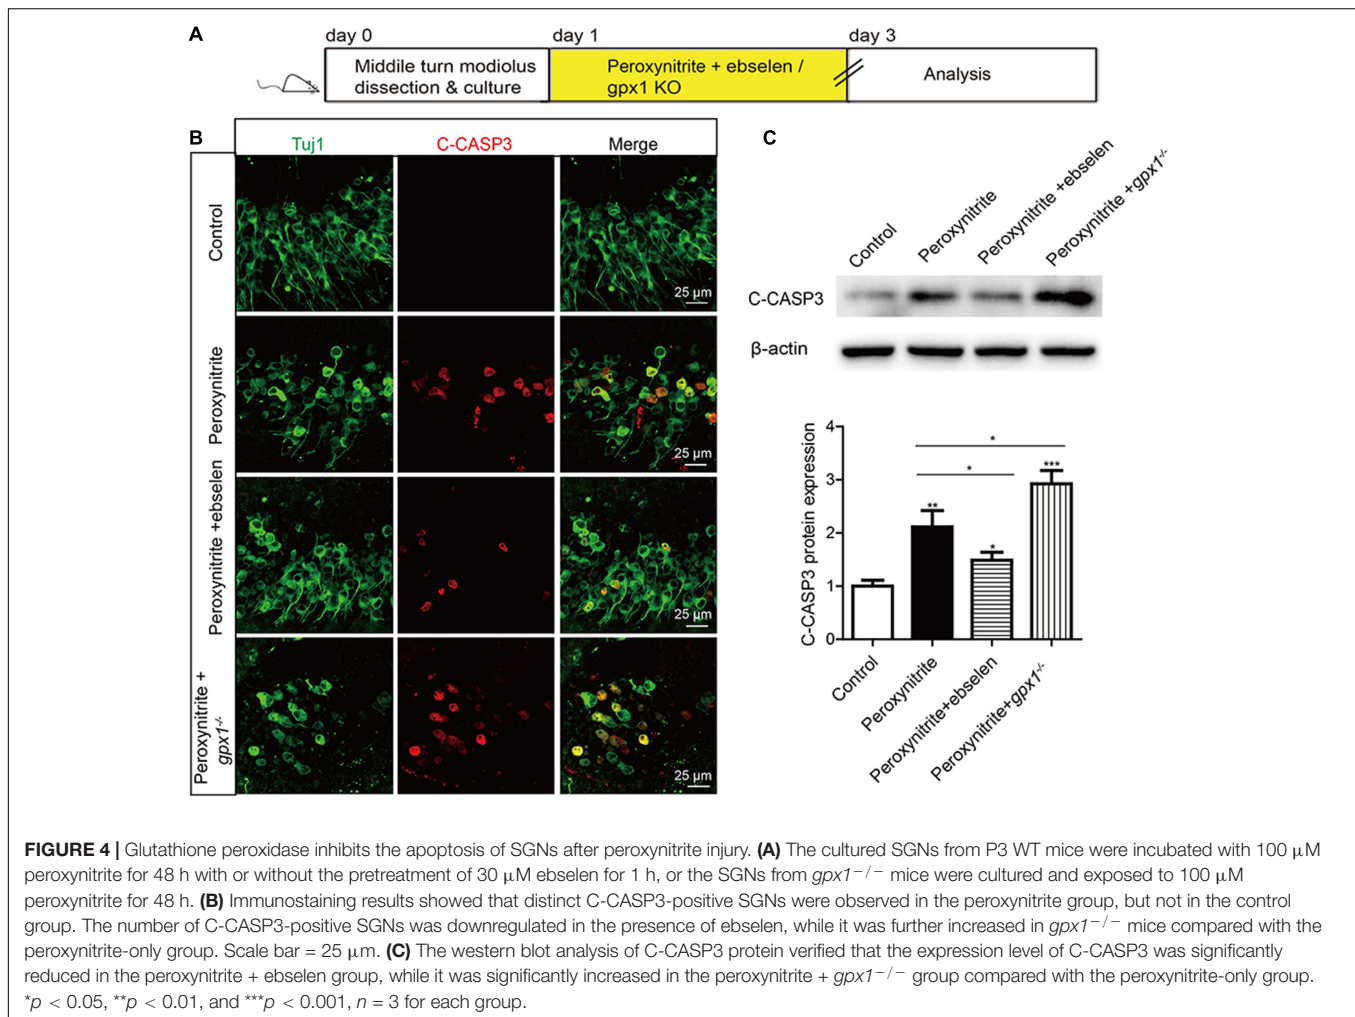 A
day 0
day 1
day 3
Middile turn modiolus
dissection & culture
Peroxynitrite + ebselen /
gpx1 KO
Analysis
B
Tuj1
C-CASP3
Merge
Control
25 µm
Peroxynitrite
25 µm
Peroxynitrite +ebselen
25 µm
Peroxynitrite +
gpx1-/-
25 µm
C
Control
Peroxynitrite
Peroxynitrite +ebselen
Peroxynitrite +gpx1-/-
C-CASP3
β-actin
C-CASP3 protein expression
4
3
2
1
0
*
*
**
*
***
Control
Peroxynitrite
Peroxynitrite+ebselen
Peroxynitrite+gpx1-/-
FIGURE 4 | Glutathione peroxidase inhibits the apoptosis of SGNs after peroxynitrite injury. (A) The cultured SGNs from P3 WT mice were incubated with 100 µM
peroxynitrite for 48 h with or without the pretreatment of 30 µM ebselen for 1 h, or the SGNs from gpx1−/− mice were cultured and exposed to 100 µM
peroxynitrite for 48 h. (B) Immunostaining results showed that distinct C-CASP3-positive SGNs were observed in the peroxynitrite group, but not in the control
group. The number of C-CASP3-positive SGNs was downregulated in the presence of ebselen, while it was further increased in gpx1−/− mice compared with the
peroxynitrite-only group. Scale bar = 25 µm. (C) The western blot analysis of C-CASP3 protein verified that the expression level of C-CASP3 was significantly
reduced in the peroxynitrite + ebselen group, while it was significantly increased in the peroxynitrite + gpx1−/− group compared with the peroxynitrite-only group.
*p < 0.05, **p < 0.01, and ***p < 0.001, n = 3 for each group.